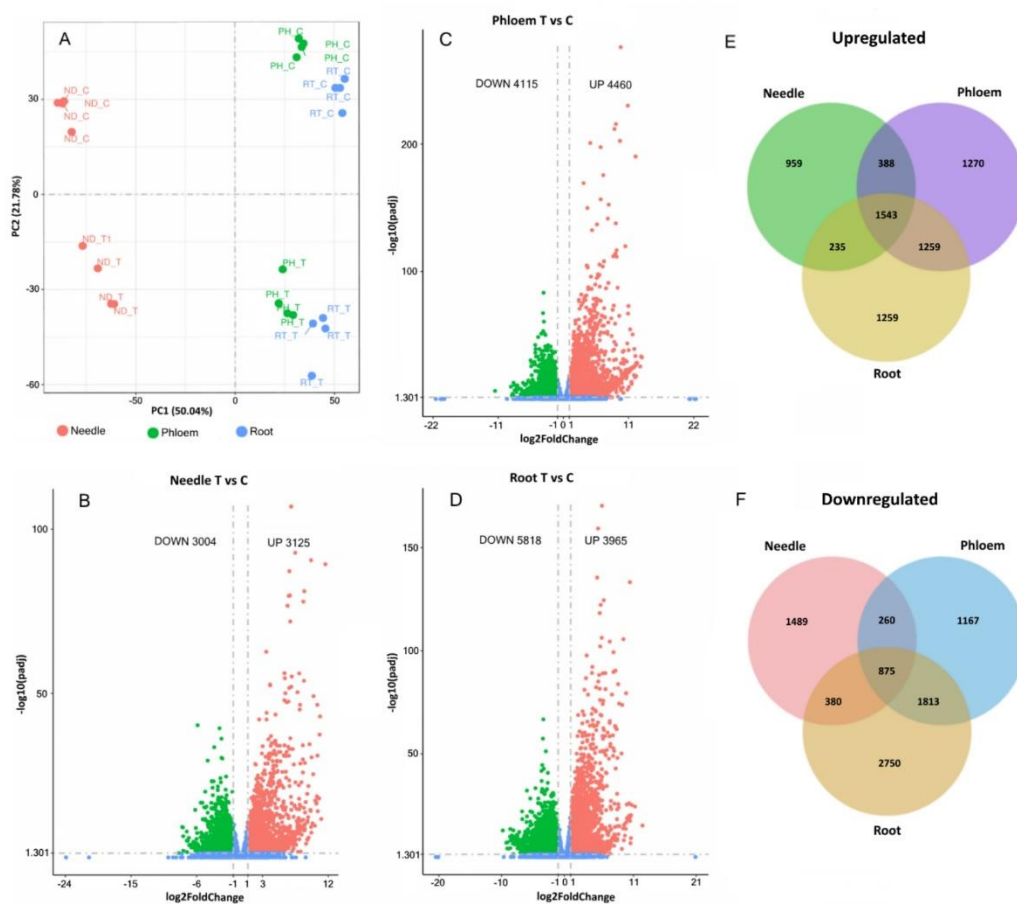 A
PH_C
PH_C
PH_C
PH_C
RT_C
RT_C
RT_C
RT_C
ND_C
ND_C
ND_C
ND_C
ND_T1
ND_T
ND_T
ND_T
PH_T
PH_T
PH_T
PH_T
RT_T
RT_T
RT_T
RT_T
30
0
-30
-60
PC2 (21.78%)
-50
0
50
PC1 (50.04%)
Needle
Phloem
Root
Phloem T vs C
C
DOWN 4115
UP 4460
200
100
1.301
-log10(padj)
-22
-11
-1
0
1
11
22
log2FoldChange
E
Upregulated
Needle
Phloem
959
388
1270
1543
235
1259
1259
Root
Needle T vs C
B
DOWN 3004
UP 3125
100
50
1.301
-log10(padj)
-24
-15
-6
-1
1
3
12
log2FoldChange
Root T vs C
D
DOWN 5818
UP 3965
150
100
50
1.301
-log10(padj)
-20
-10
-1
0
1
11
21
log2FoldChange
F
Downregulated
Needle
Phloem
1489
260
1167
875
380
1813
2750
Root